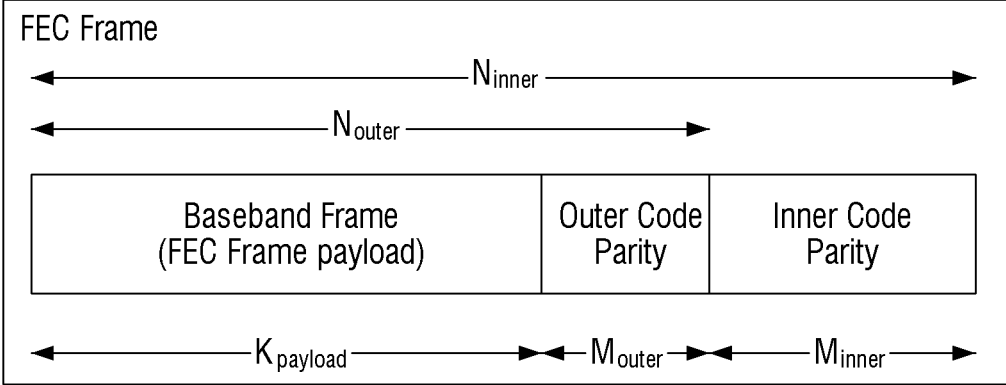 FEC Frame
Ninner
Nouter
Baseband Frame
(FEC Frame payload)
Outer Code
Parity
Inner Code
Parity
Kpayload
Mouter
Minner